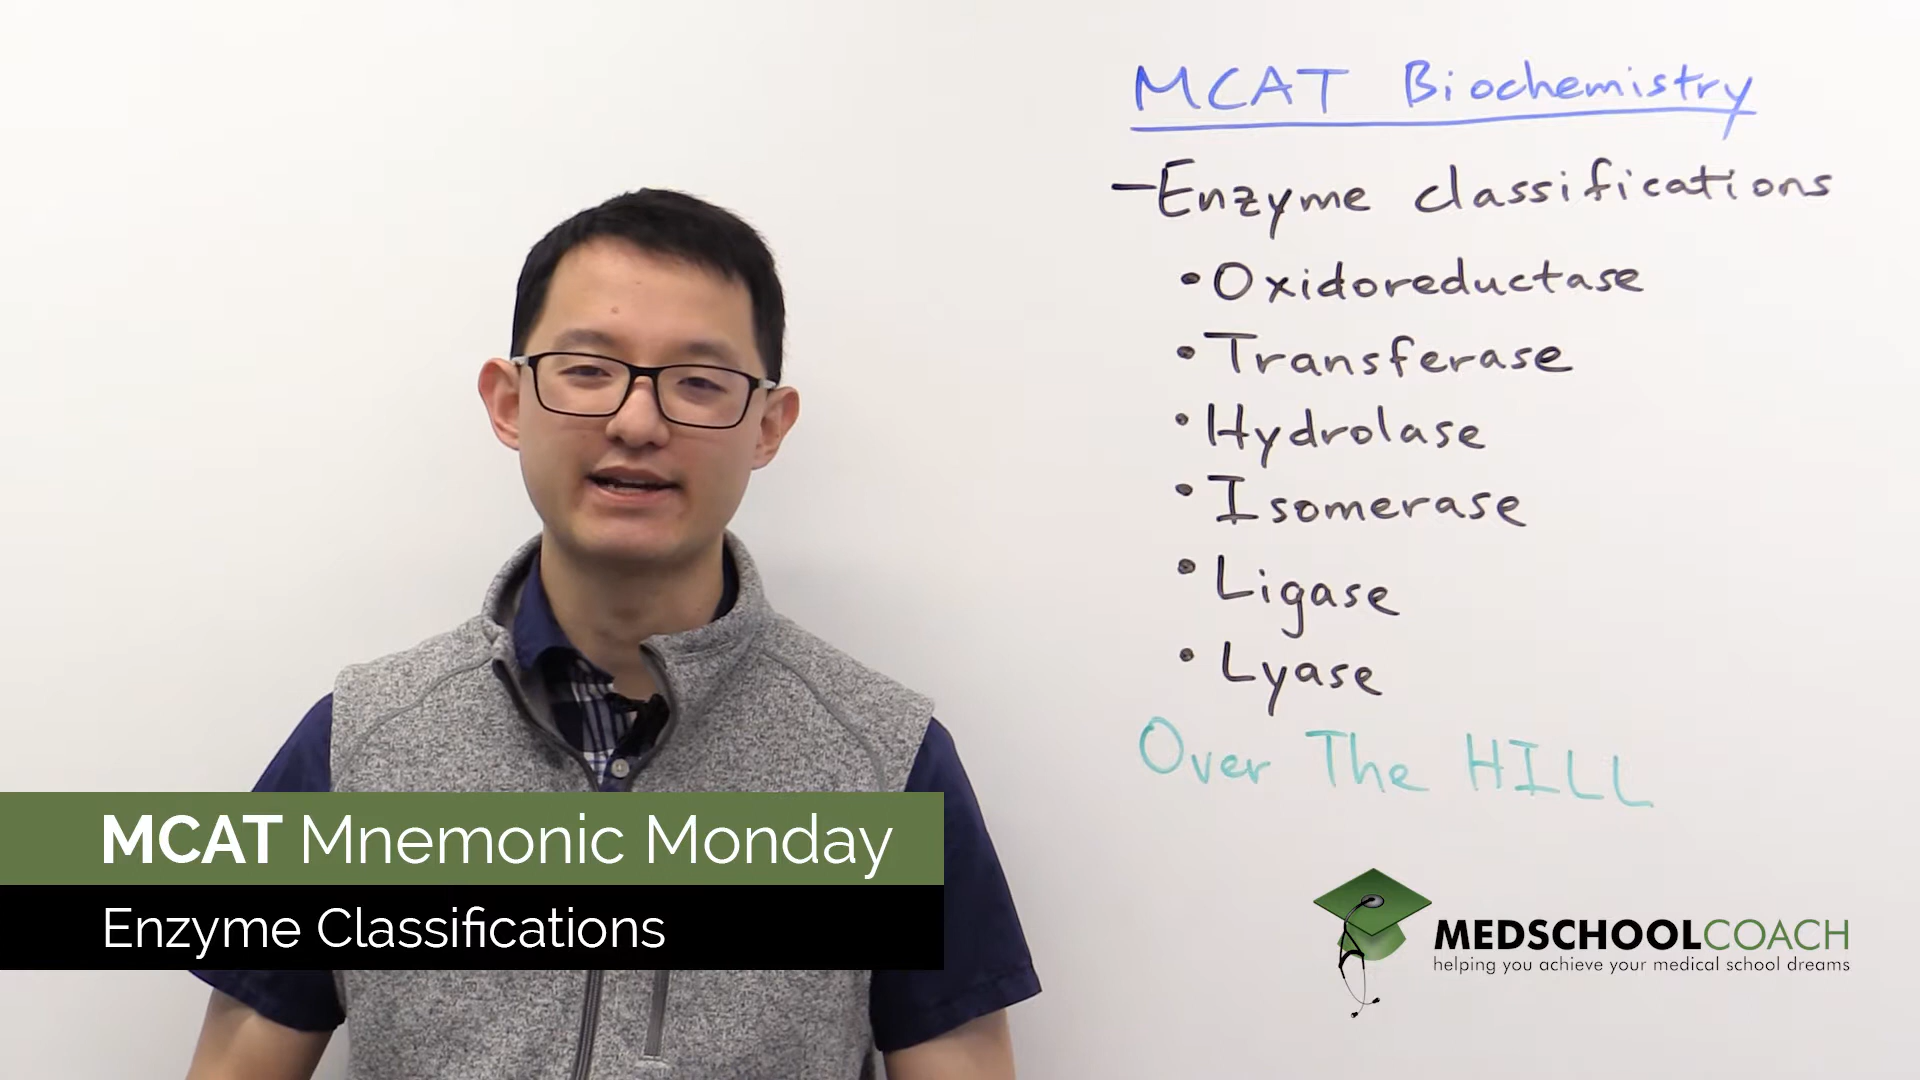 MCAT Biochemistry
-Enzyme classifications
• Oxidoreductase
• Transferase
• Hydrolase
• Isomerase
• Ligase
• Lyase
Over The HILL
MCAT Mnemonic Monday
Enzyme Classifications
MEDSCHOOLCOACH
helping you achieve your medical school dreams